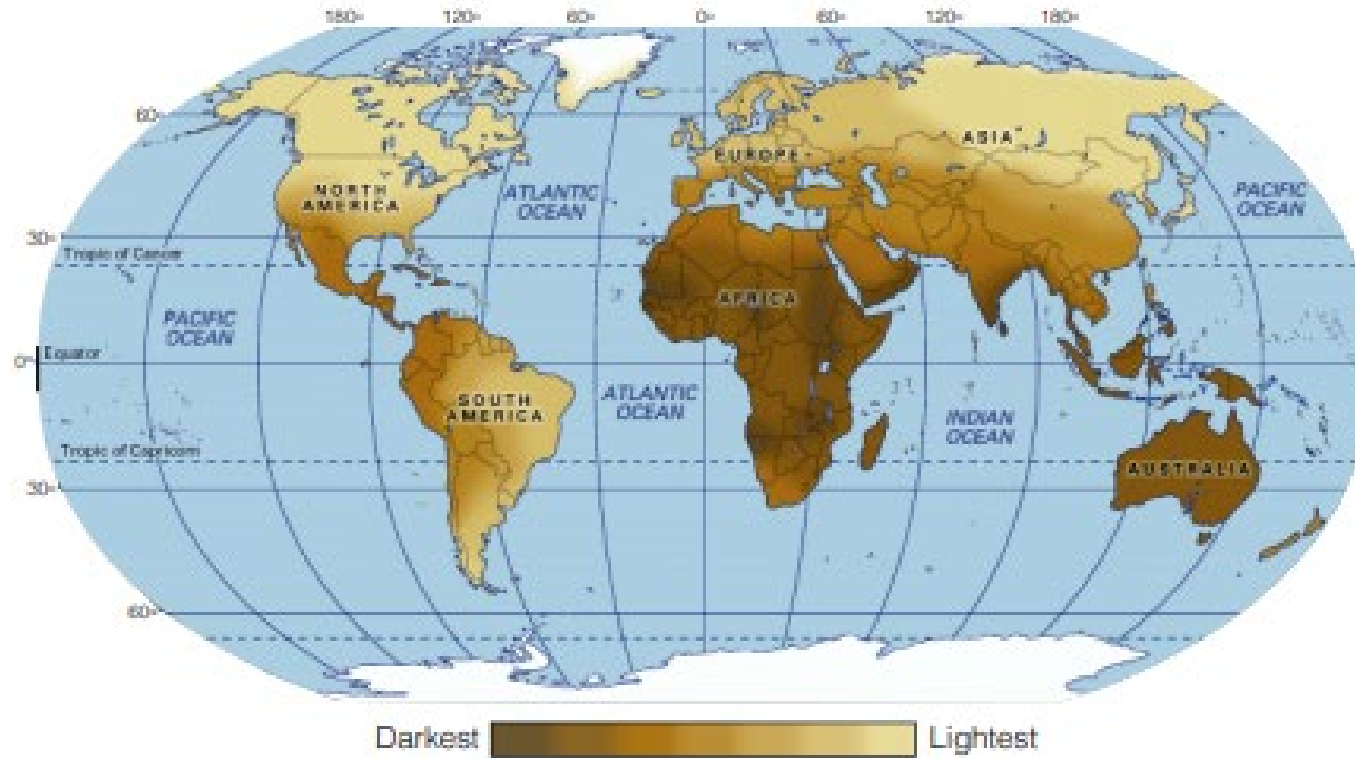 180° 120° 60° 0° 60° 120° 180°
60°
ASIA
EUROPE
NORTH
AMERICA
ATLANTIC
OCEAN
PACIFIC
OCEAN
30°
Tropic of Cancer
AFRICA
PACIFIC
OCEAN
Equator
0°
ATLANTIC
OCEAN
SOUTH
AMERICA
INDIAN
OCEAN
Tropic of Capricorn
AUSTRALIA
30°
60°
Darkest Lightest